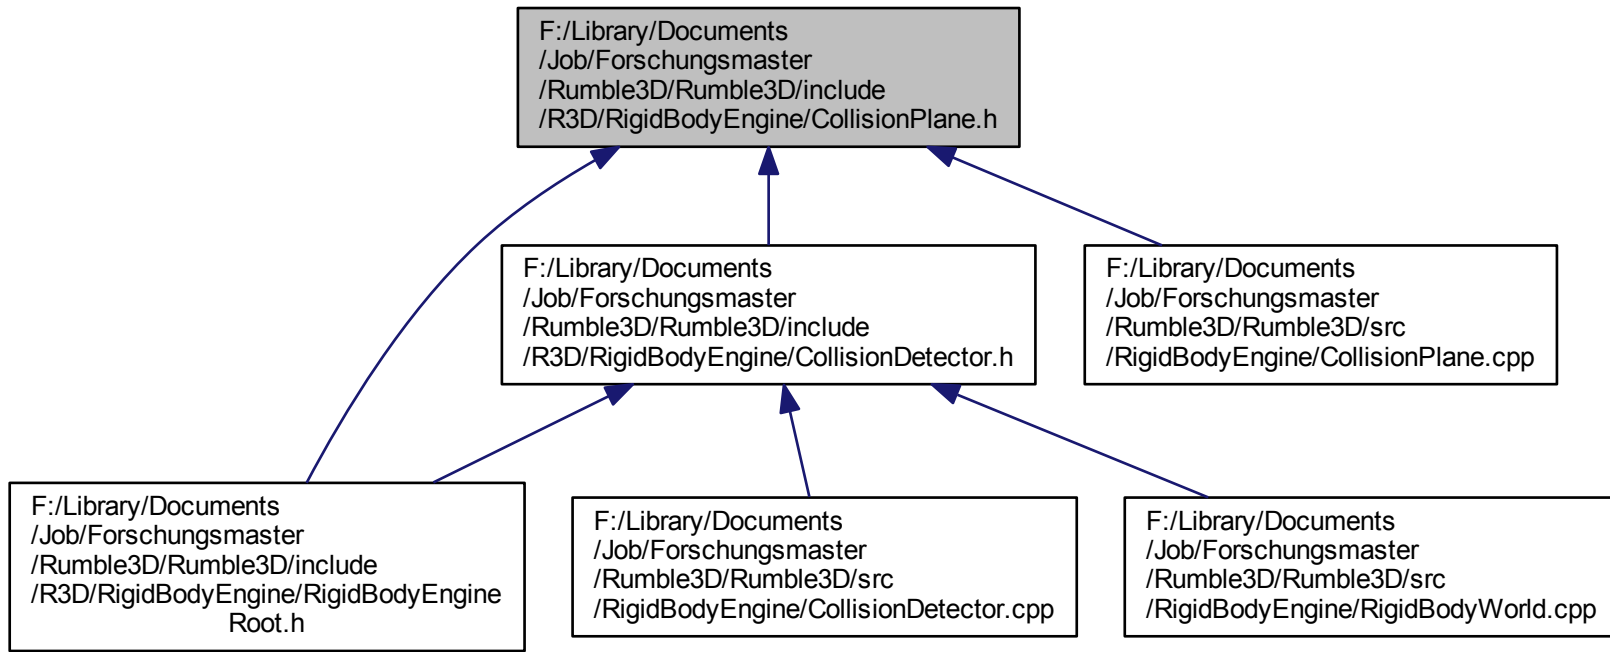 F:/Library/Documents
/Job/Forschungsmaster
/Rumble3D/Rumble3D/include
/R3D/RigidBodyEngine/CollisionPlane.h
F:/Library/Documents
/Job/Forschungsmaster
/Rumble3D/Rumble3D/include
/R3D/RigidBodyEngine/CollisionDetector.h
F:/Library/Documents
/Job/Forschungsmaster
/Rumble3D/Rumble3D/src
/RigidBodyEngine/CollisionPlane.cpp
F:/Library/Documents
/Job/Forschungsmaster
/Rumble3D/Rumble3D/include
/R3D/RigidBodyEngine/RigidBodyEngine
Root.h
F:/Library/Documents
/Job/Forschungsmaster
/Rumble3D/Rumble3D/src
/RigidBodyEngine/CollisionDetector.cpp
F:/Library/Documents
/Job/Forschungsmaster
/Rumble3D/Rumble3D/src
/RigidBodyEngine/RigidBodyWorld.cpp